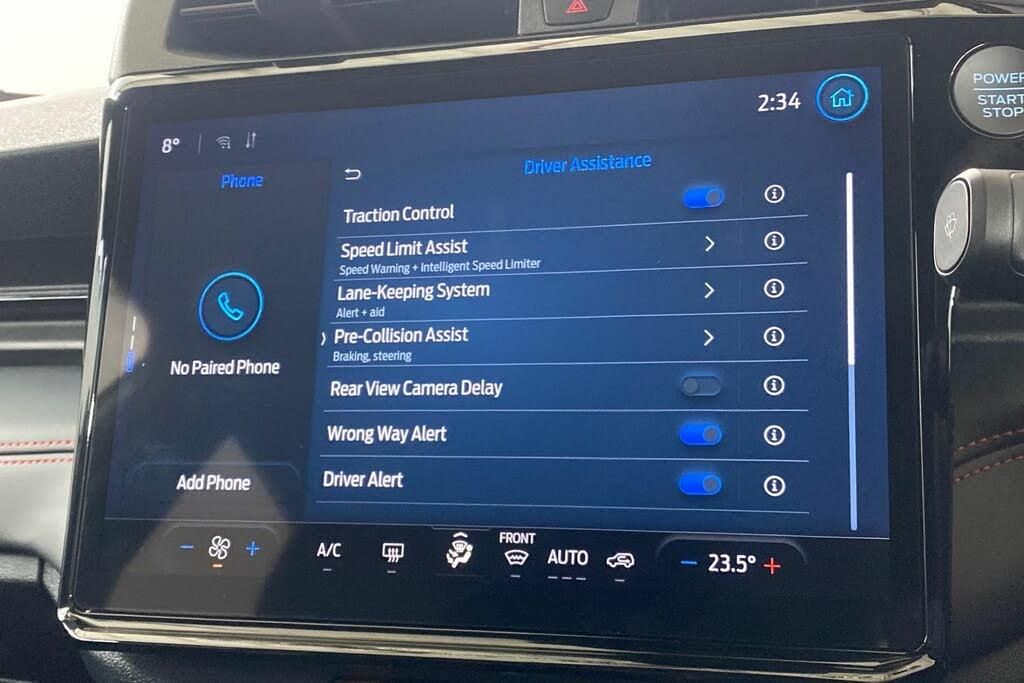 POWER
START
STOP
2:34
8°
Phone
No Paired Phone
Add Phone
Driver Assistance
Traction Control
Speed Limit Assist
Speed Warning + Intelligent Speed Limiter
Lane-Keeping System
Alert + aid
Pre-Collision Assist
Braking, steering
Rear View Camera Delay
Wrong Way Alert
Driver Alert
A/C
FRONT
AUTO
23.5°